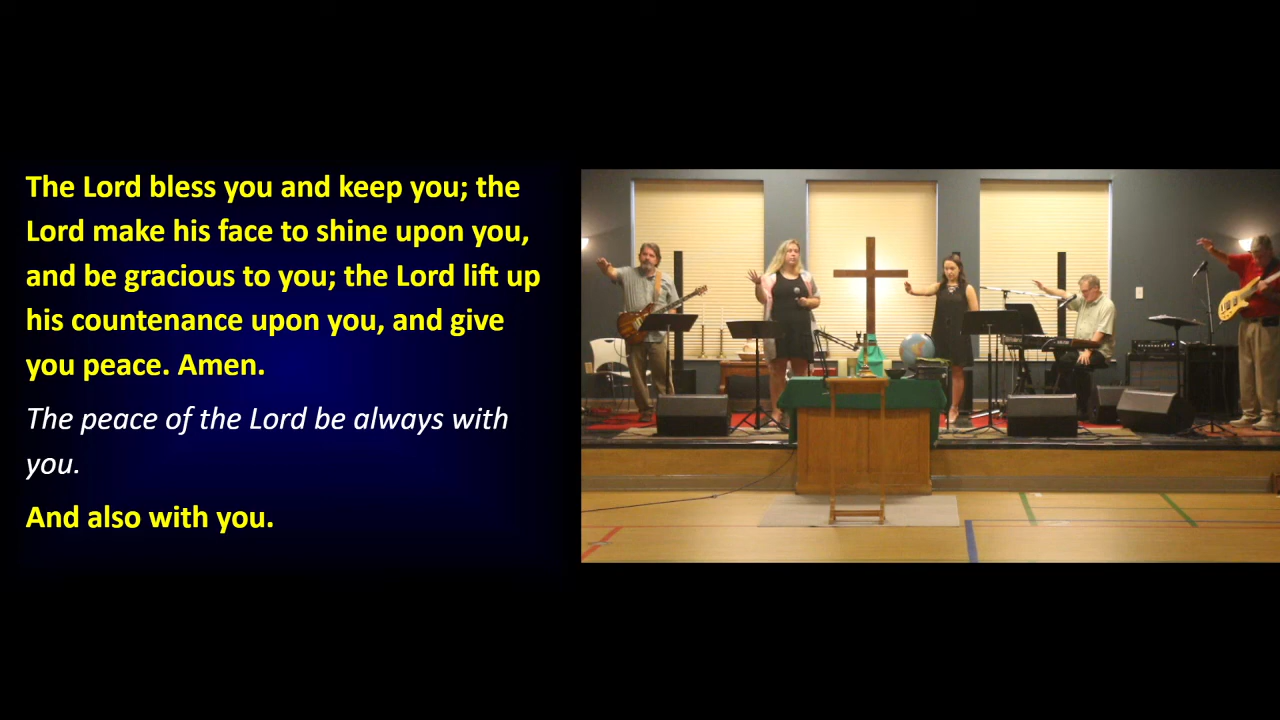 The Lord bless you and keep you; the
Lord make his face to shine upon you,
and be gracious to you; the Lord lift up
his countenance upon you, and give
you peace. Amen.
The peace of the Lord be always with
you.
And also with you.